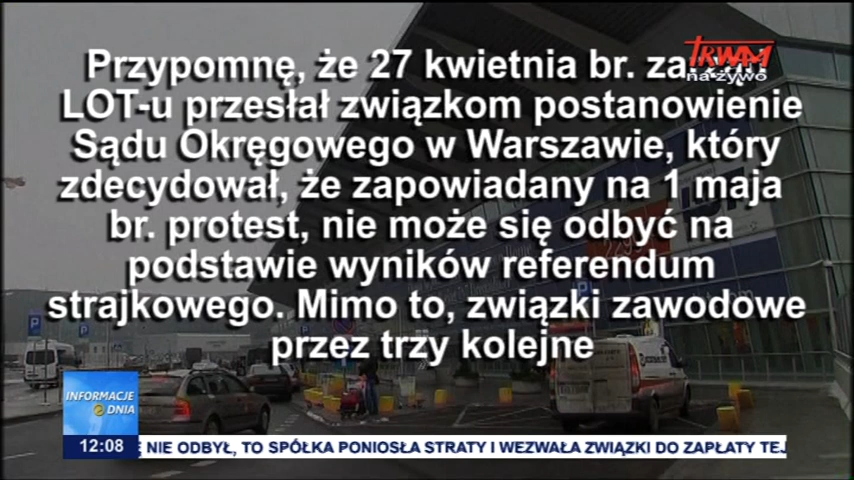 TRWAM
na żywo
Przypomnę, że 27 kwietnia br.
LOT-u przesłał związkom postanowienie
Sądu Okręgowego w Warszawie, który
zdecydował, że zapowiadany na 1 maja
br. protest, nie może się odbyć na
podstawie wyników referendum
strajkowego. Mimo to, związki zawodowe
przez trzy kolejne
INFORMACJE
DNIA
12:08
NIE ODBYŁ, TO SPÓŁKA PONIOSŁA STRATY I WEZWAŁA ZWIĄZKI DO ZAPŁATY TEJ